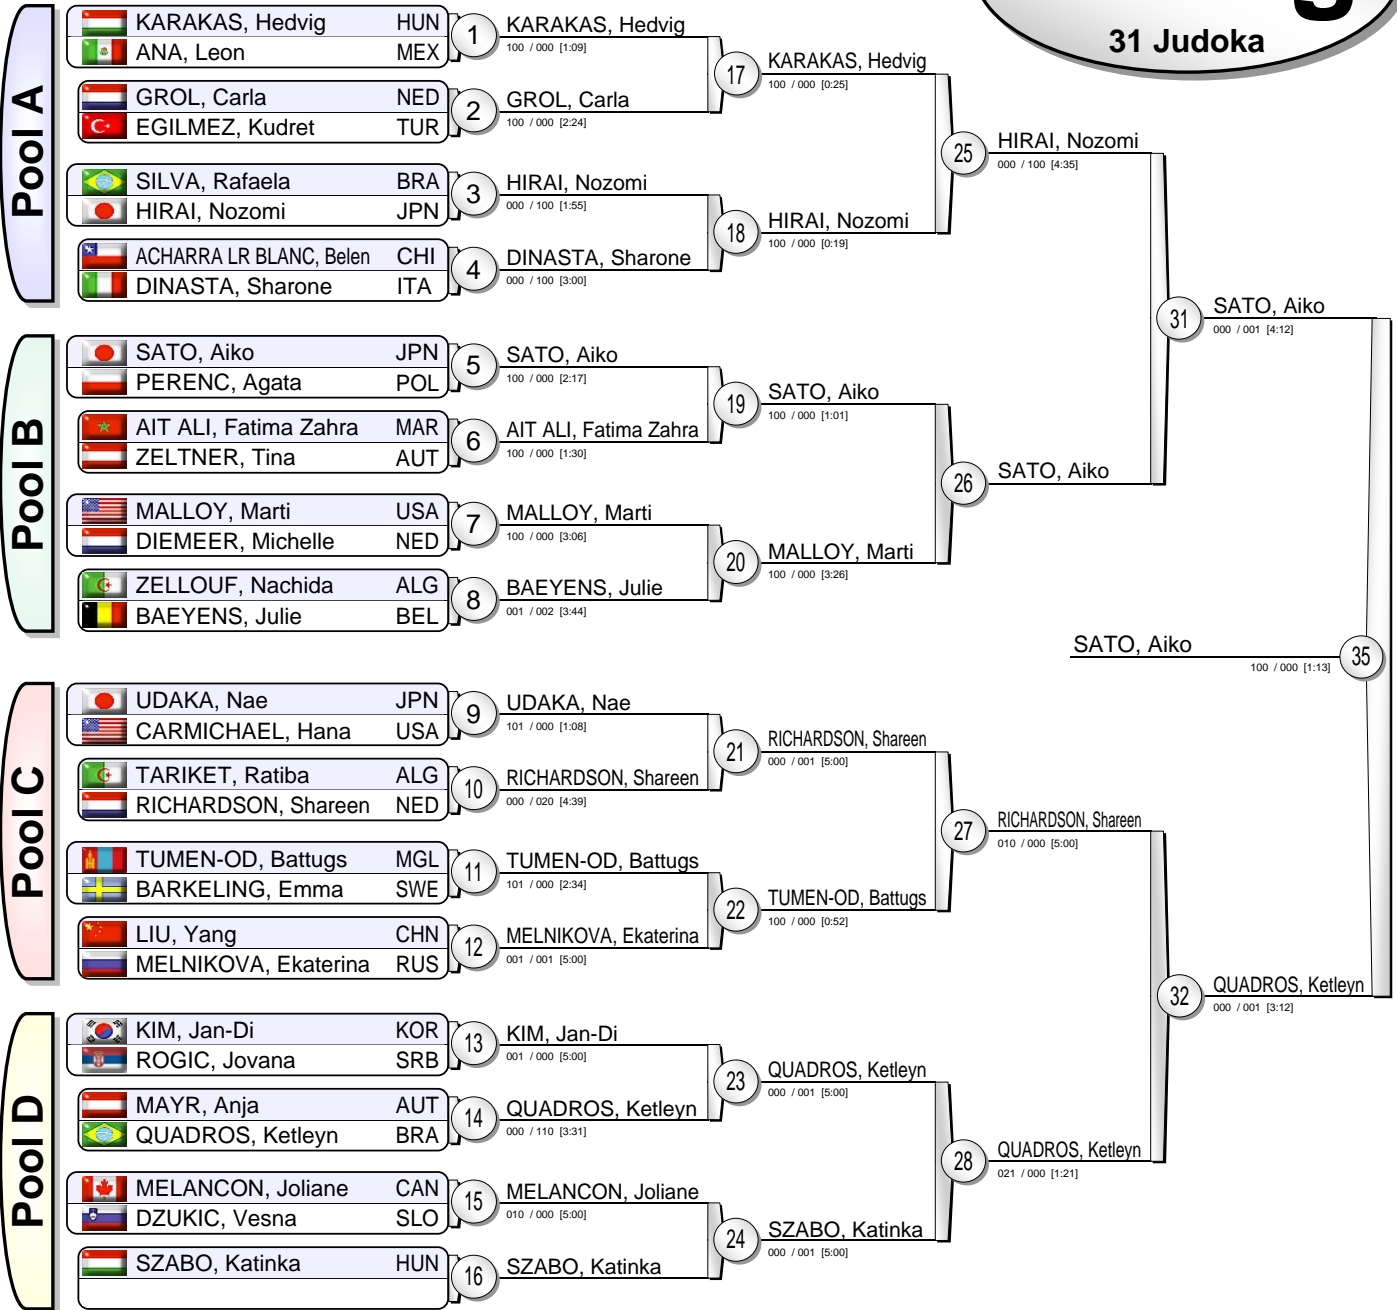 g
31 Judoka
Pool A
KARAKAS, Hedvig HUN
ANA, Leon MEX
1
KARAKAS, Hedvig
100 / 000 [1:09]
GROL, Carla NED
EGILMEZ, Kudret TUR
2
GROL, Carla
100 / 000 [2:24]
17
KARAKAS, Hedvig
100 / 000 [0:25]
SILVA, Rafaela BRA
HIRAI, Nozomi JPN
3
HIRAI, Nozomi
000 / 100 [1:55]
ACHARRA LR BLANC, Belen CHI
DINASTA, Sharone ITA
4
DINASTA, Sharone
000 / 100 [3:00]
18
HIRAI, Nozomi
100 / 000 [0:19]
25
HIRAI, Nozomi
000 / 100 [4:35]
Pool B
SATO, Aiko JPN
PERENC, Agata POL
5
SATO, Aiko
100 / 000 [2:17]
AIT ALI, Fatima Zahra MAR
ZELTNER, Tina AUT
6
AIT ALI, Fatima Zahra
100 / 000 [1:30]
19
SATO, Aiko
100 / 000 [1:01]
MALLOY, Marti USA
DIEMEER, Michelle NED
7
MALLOY, Marti
100 / 000 [3:06]
ZELLOUF, Nachida ALG
BAEYENS, Julie BEL
8
BAEYENS, Julie
001 / 002 [3:44]
20
MALLOY, Marti
100 / 000 [3:26]
26
SATO, Aiko
31
SATO, Aiko
000 / 001 [4:12]
SATO, Aiko
100 / 000 [1:13]
35
Pool C
UDAKA, Nae JPN
CARMICHAEL, Hana USA
9
UDAKA, Nae
101 / 000 [1:08]
TARIKET, Ratiba ALG
RICHARDSON, Shareen NED
10
RICHARDSON, Shareen
000 / 020 [4:39]
21
RICHARDSON, Shareen
000 / 001 [5:00]
TUMEN-OD, Battugs MGL
BARKELING, Emma SWE
11
TUMEN-OD, Battugs
101 / 000 [2:34]
LIU, Yang CHN
MELNIKOVA, Ekaterina RUS
12
MELNIKOVA, Ekaterina
001 / 001 [5:00]
22
TUMEN-OD, Battugs
100 / 000 [0:52]
27
RICHARDSON, Shareen
010 / 000 [5:00]
Pool D
KIM, Jan-Di KOR
ROGIC, Jovana SRB
13
KIM, Jan-Di
001 / 000 [5:00]
MAYR, Anja AUT
QUADROS, Ketleyn BRA
14
QUADROS, Ketleyn
000 / 110 [3:31]
23
QUADROS, Ketleyn
000 / 001 [5:00]
MELANCON, Joliane CAN
DZUKIC, Vesna SLO
15
MELANCON, Joliane
010 / 000 [5:00]
SZABO, Katinka HUN
16
SZABO, Katinka
24
SZABO, Katinka
000 / 001 [5:00]
28
QUADROS, Ketleyn
021 / 000 [1:21]
32
QUADROS, Ketleyn
000 / 001 [3:12]